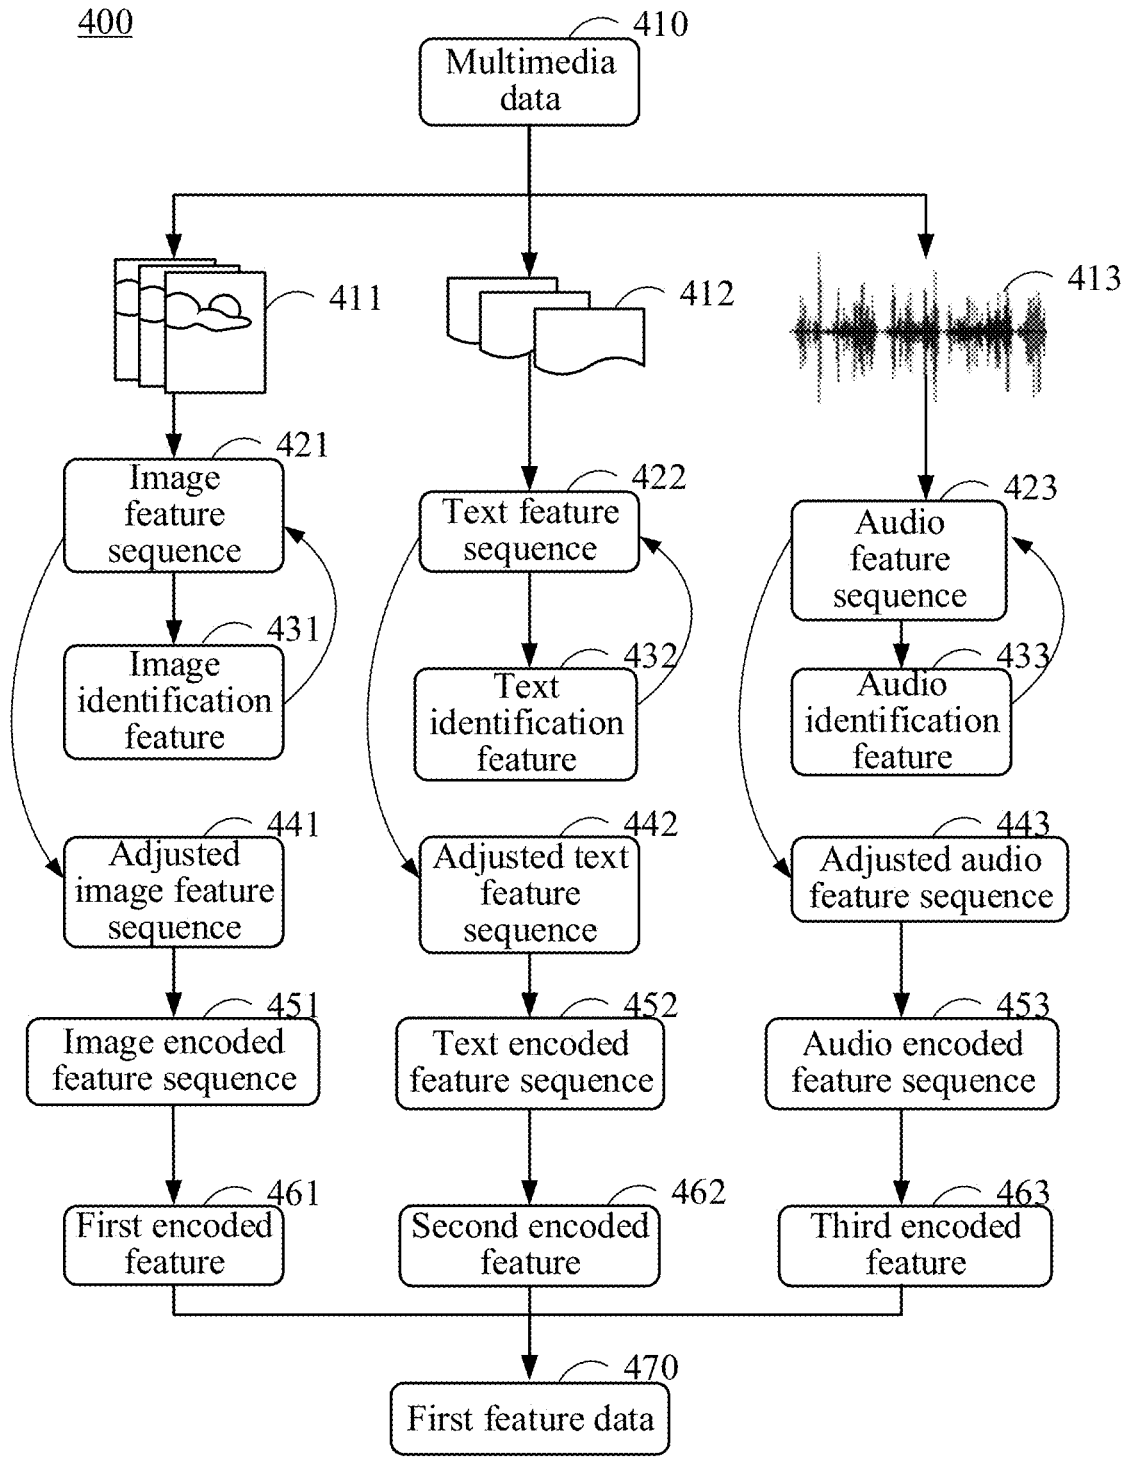 400
410
Multimedia
data
411
412
413
421
Image
feature
sequence
422
Text feature
sequence
423
Audio
feature
sequence
431
Image
identification
feature
432
Text
identification
feature
433
Audio
identification
feature
441
Adjusted
image feature
sequence
442
Adjusted text
feature
sequence
443
Adjusted audio
feature sequence
451
Image encoded
feature sequence
452
Text encoded
feature sequence
453
Audio encoded
feature sequence
461
First encoded
feature
462
Second encoded
feature
463
Third encoded
feature
470
First feature data